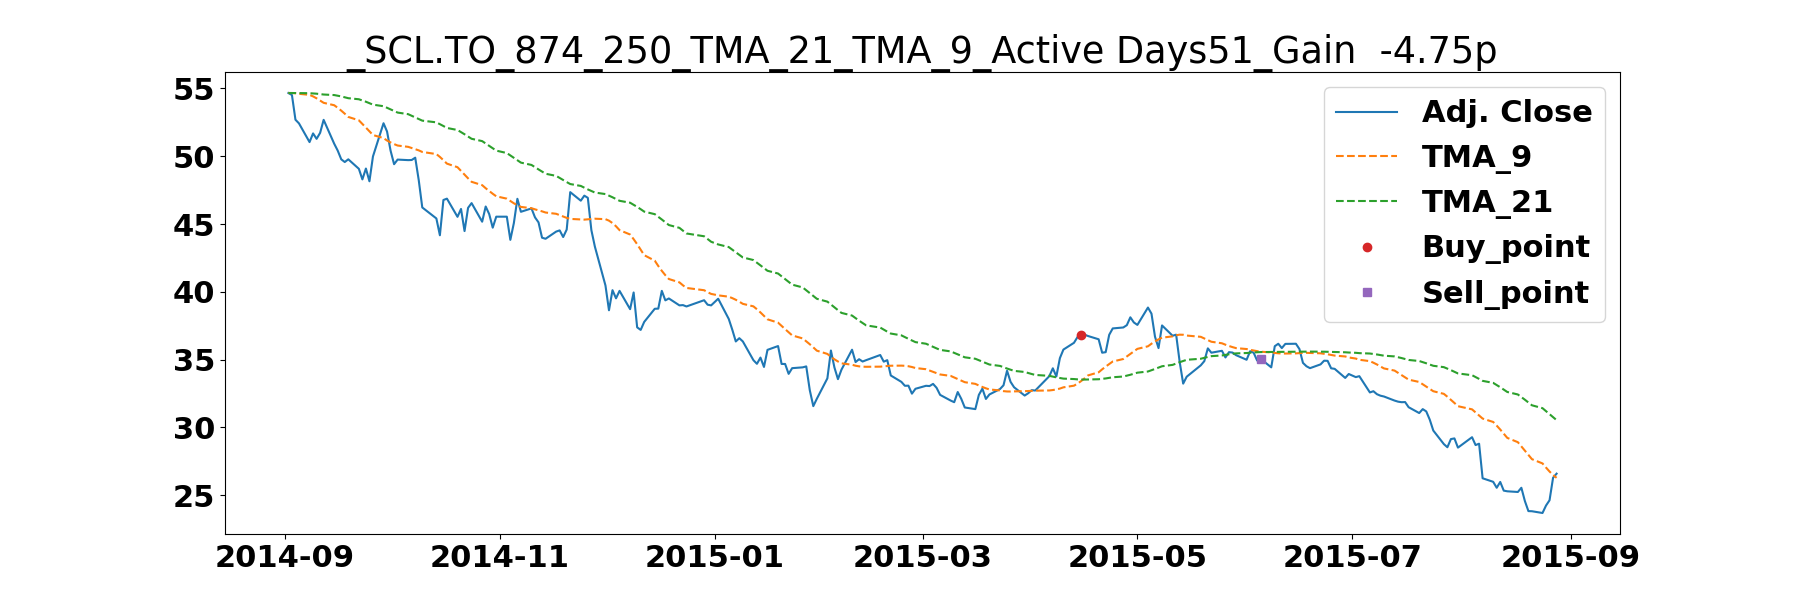 _SCL.TO_874_250_TMA_21_TMA_9_Active Days51_Gain  -4.75p
55
50
45
40
35
30
25
Adj. Close
TMA_9
TMA_21
Buy_point
Sell_point
2014-09 2014-11 2015-01 2015-03 2015-05 2015-07 2015-09